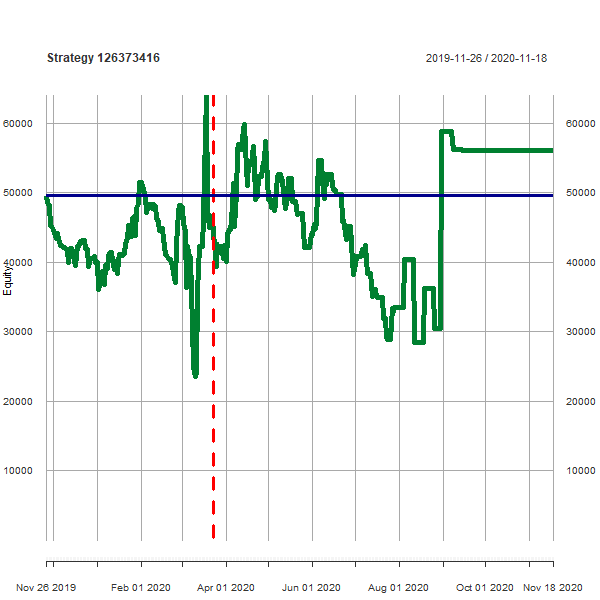 Strategy 126373416
2019-11-26 / 2020-11-18
60000
60000
50000
50000
40000
40000
30000
30000
20000
20000
10000
10000
Equity
Nov 26 2019
Feb 01 2020
Apr 01 2020
Jun 01 2020
Aug 01 2020
Oct 01 2020
Nov 18 2020